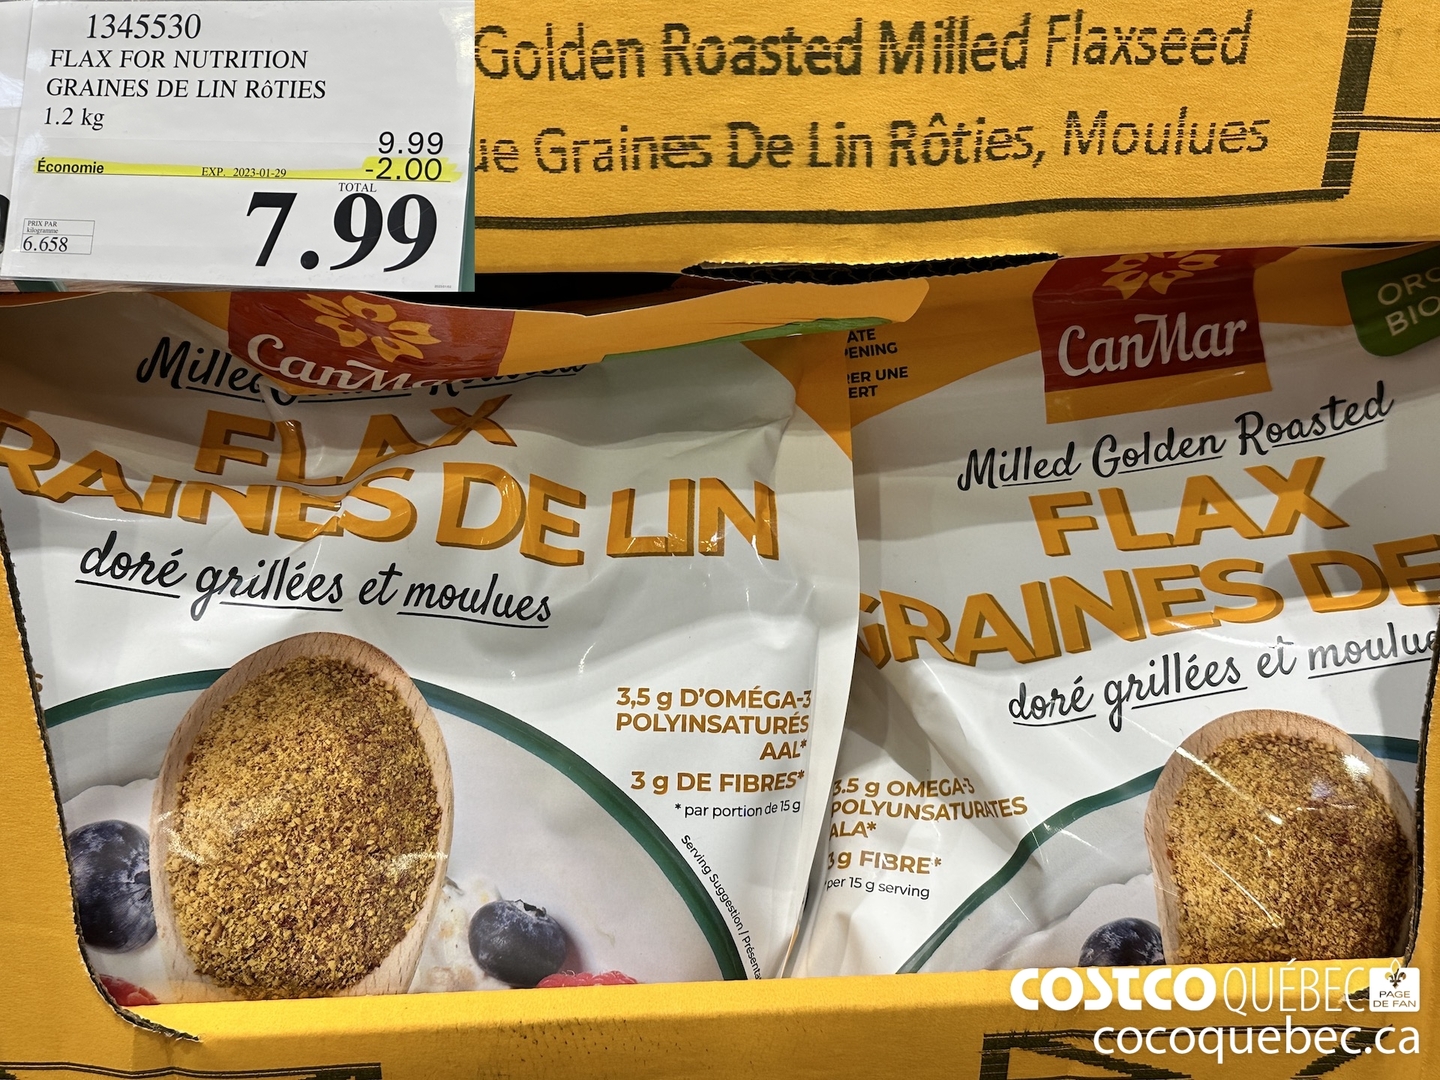 1345530
FLAX FOR NUTRITION
GRAINES DE LIN RôTIES
1.2 kg
9.99
Économie EXP. 2023-01-29 -2.00
TOTAL
7.99
PRIX PAR
kilogramme
6.658
Golden Roasted Milled Flaxseed
ue Graines De Lin Rôties, Moulues
CanMar
Milled
FLAX
RAINES DE LIN
doré grillées et moulues
3,5 g D'OMÉGA-3
POLYINSATURÉS
AAL*
3 g DE FIBRES*
* par portion de 15 g
Serving Suggestion / Présenta
ATE
ENING
RER UNE
ERT
CanMar
ORG
BIO
Milled Golden Roasted
FLAX
GRAINES DE
doré grillées et moulue
3.5 g OMEGA-3
POLYUNSATURATES
ALA*
3 g FIBRE*
per 15 g serving
COSTCO QUÉBEC
PAGE
DE FAN
cocoquebec.ca